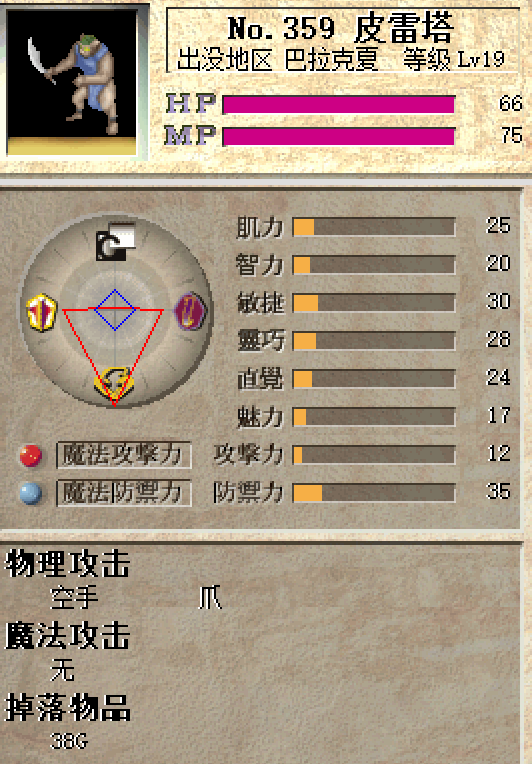 No.359 皮雷塔
出没地区 巴拉克夏 等级 Lv19
HP 66
MP 75
肌力 25
智力 20
敏捷 30
靈巧 28
直覺 24
魅力 17
魔法攻擊力 攻擊力 12
魔法防禦力 防禦力 35
物理攻击
空手 爪
魔法攻击
无
掉落物品
38G